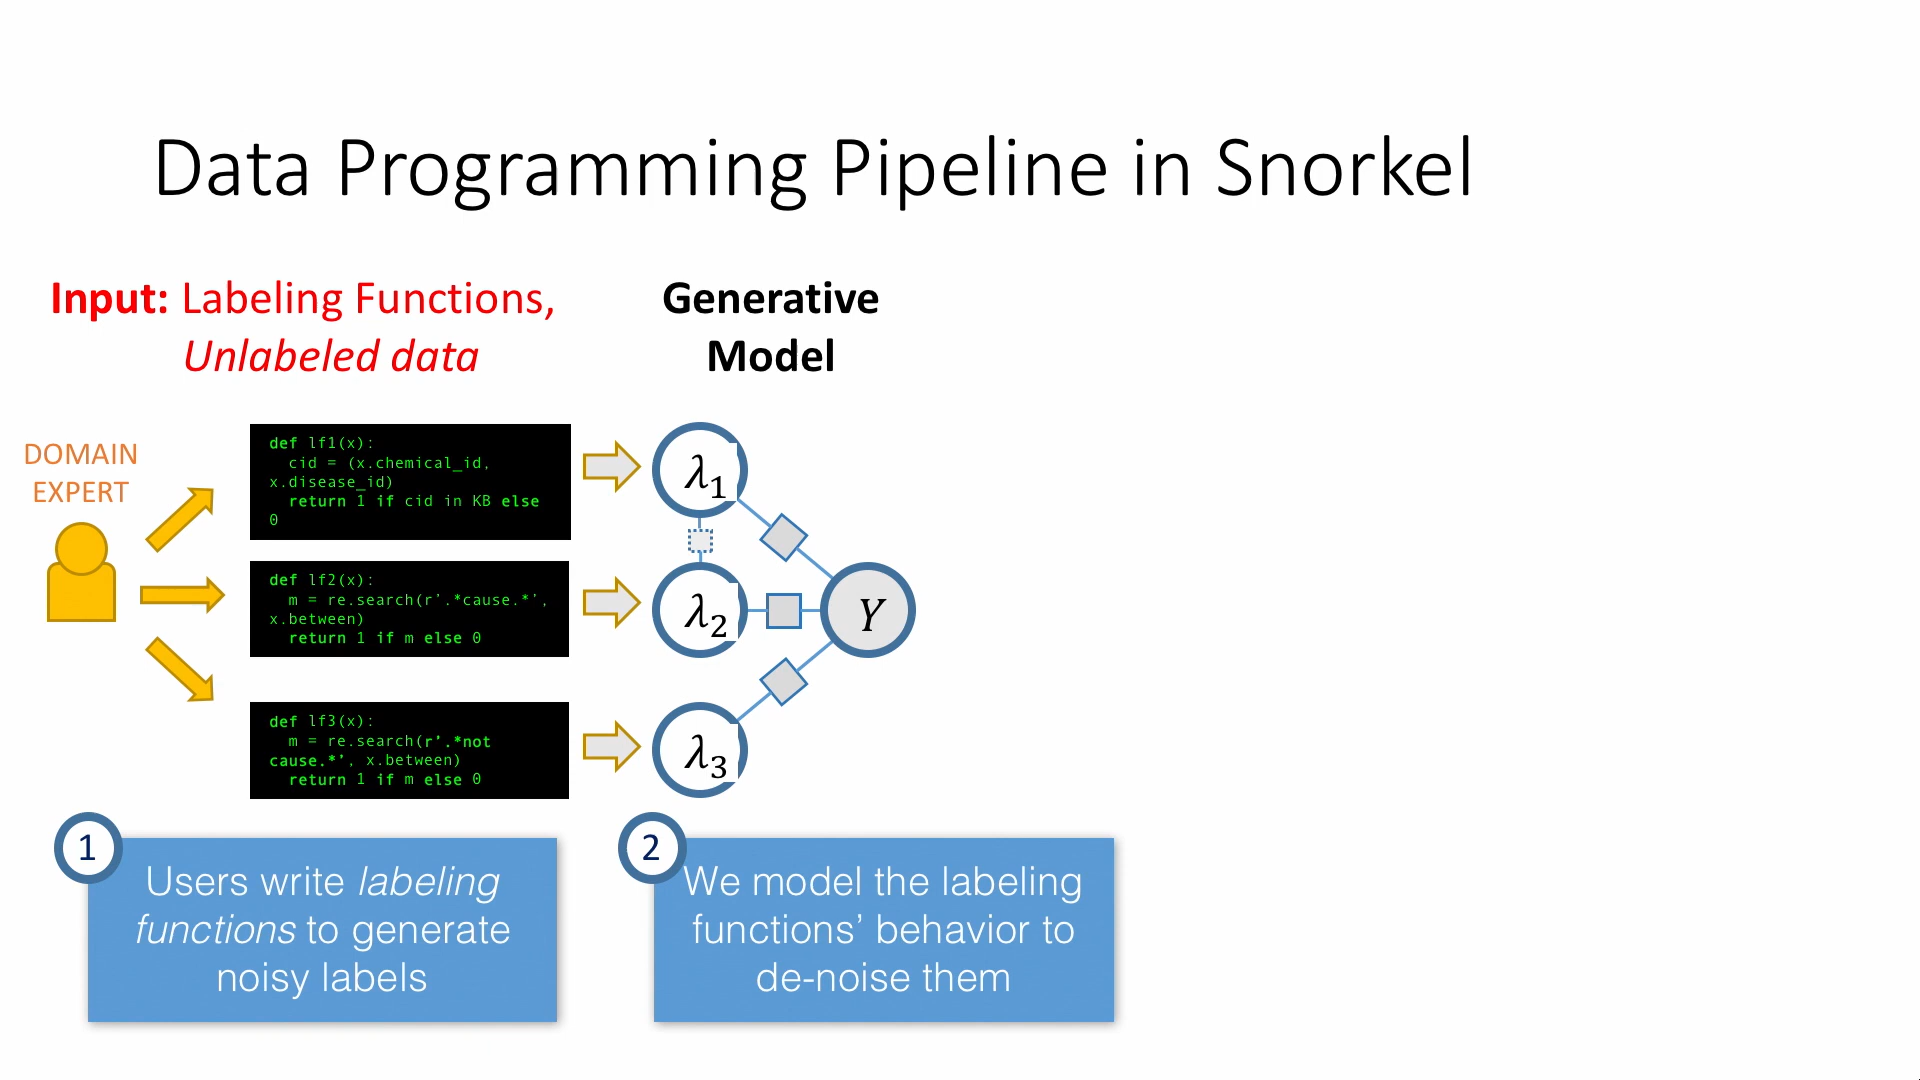 Data Programming Pipeline in Snorkel
Input: Labeling Functions,
Unlabeled data
Generative
Model
DOMAIN
EXPERT
def lf1(x):
cid = (x.chemical_id,
x.disease_id)
return 1 if cid in KB else
0
def lf2(x):
m = re.search(r’.*cause.*’,
x.between)
return 1 if m else 0
def lf3(x):
m = re.search(r’.*not
cause.*’, x.between)
return 1 if m else 0
λ1
λ2
λ3
Y
1
Users write labeling
functions to generate
noisy labels
2
We model the labeling
functions’ behavior to
de-noise them